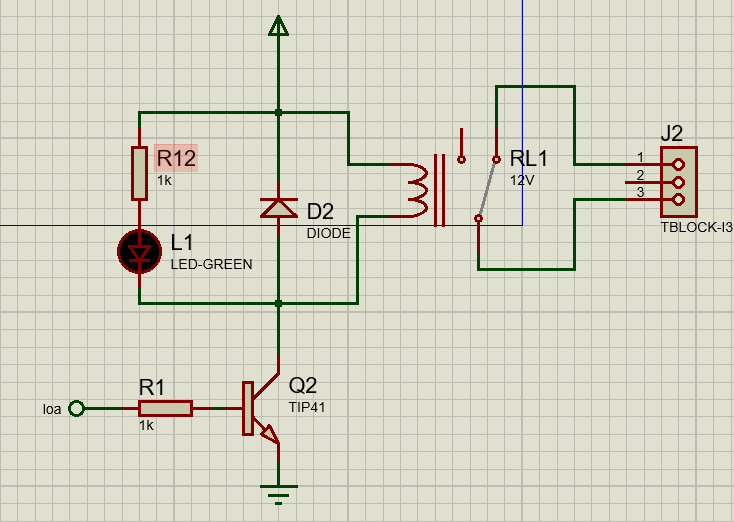 J2
R12
1k
RL1
12V
1
2
3
D2
DIODE
TBLOCK-I3
L1
LED-GREEN
R1
1k
Q2
TIP41
loa